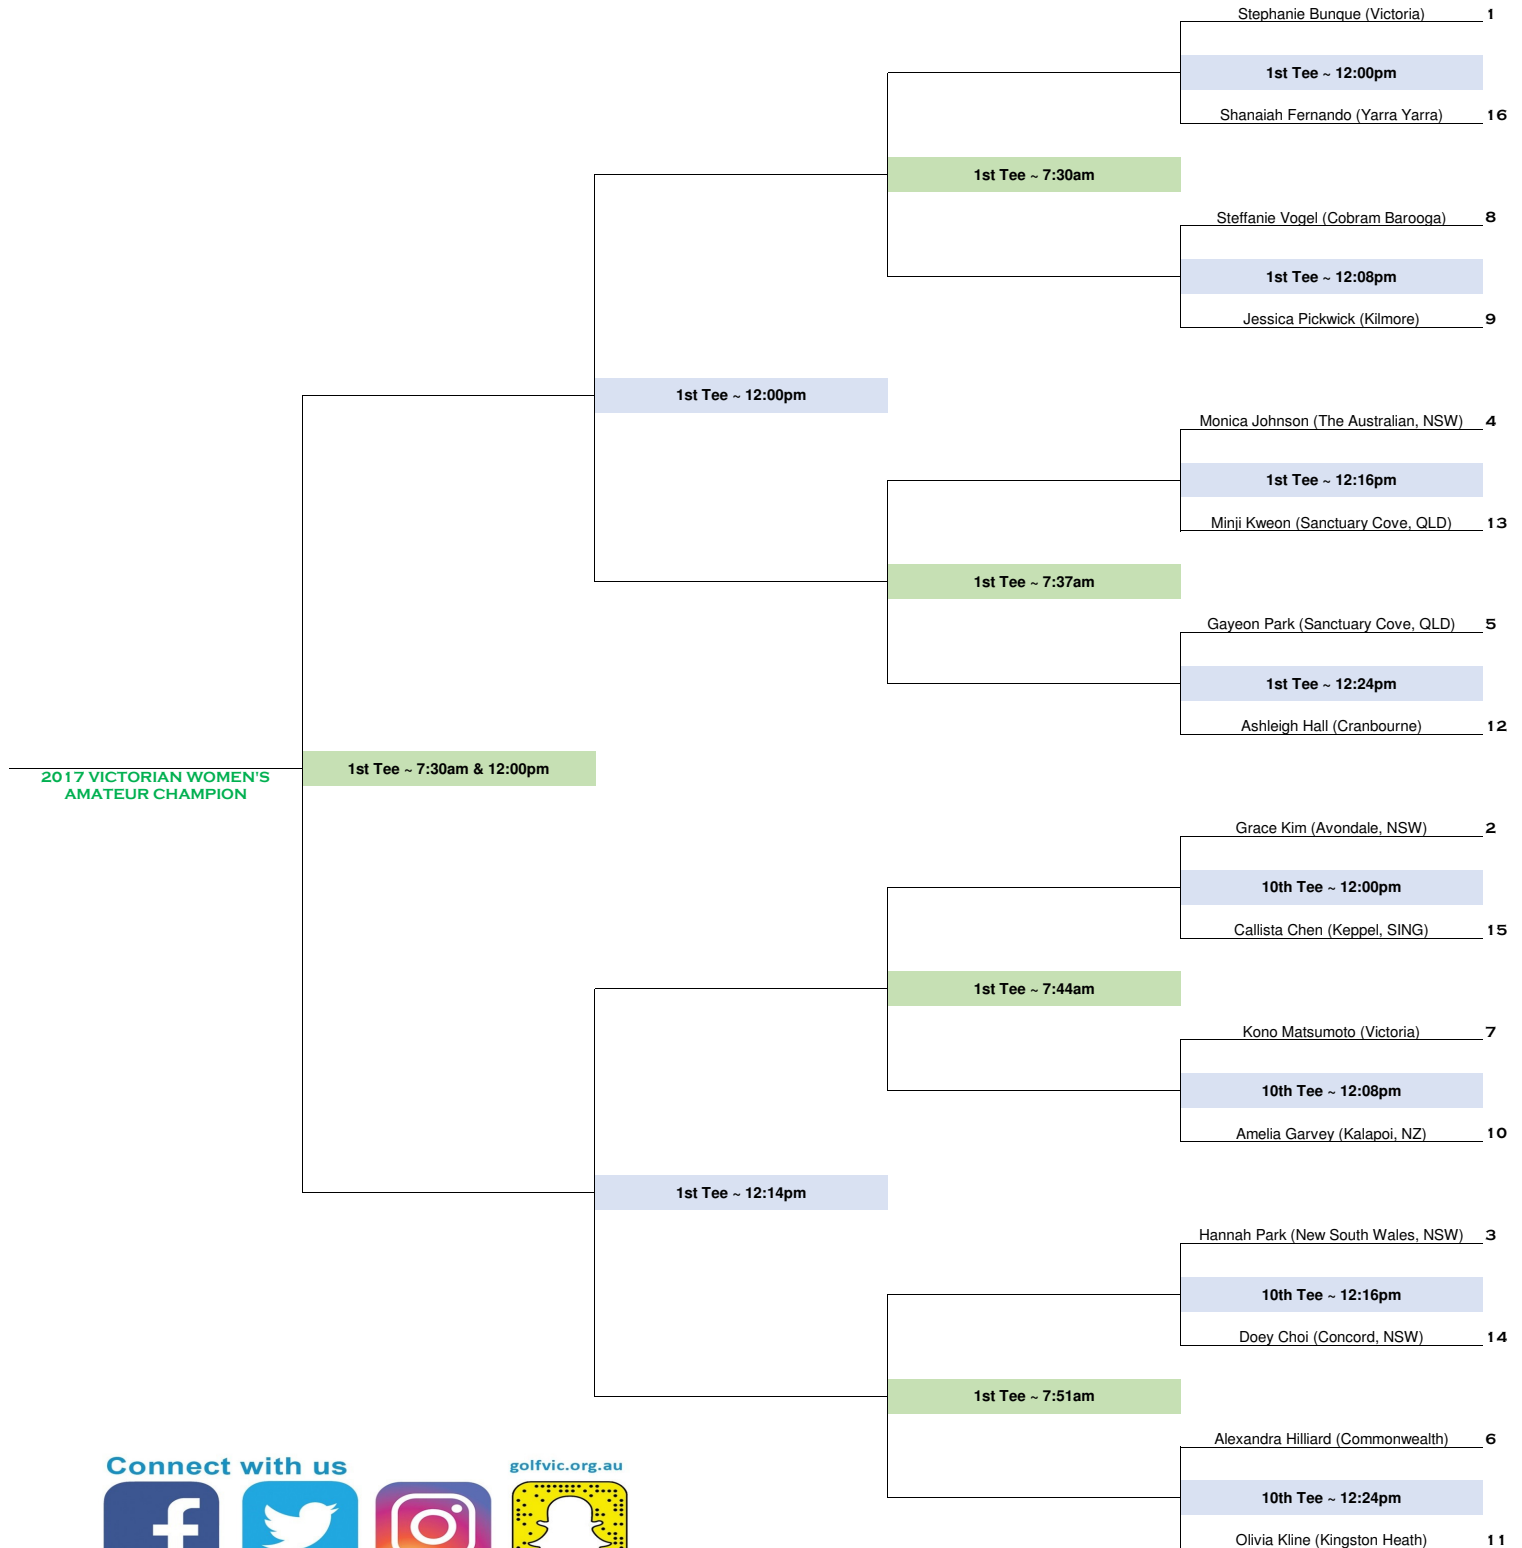 Stephanie Bunque (Victoria) 1
1st Tee ~ 12:00pm
Shanaiah Fernando (Yarra Yarra) 16
1st Tee ~ 7:30am
Steffanie Vogel (Cobram Barooga) 8
1st Tee ~ 12:08pm
Jessica Pickwick (Kilmore) 9
1st Tee ~ 12:00pm
Monica Johnson (The Australian, NSW) 4
1st Tee ~ 12:16pm
Minji Kweon (Sanctuary Cove, QLD) 13
1st Tee ~ 7:37am
Gayeon Park (Sanctuary Cove, QLD) 5
1st Tee ~ 12:24pm
Ashleigh Hall (Cranbourne) 12
1st Tee ~ 7:30am & 12:00pm
2017 VICTORIAN WOMEN'S
AMATEUR CHAMPION
Grace Kim (Avondale, NSW) 2
10th Tee ~ 12:00pm
Callista Chen (Keppel, SING) 15
1st Tee ~ 7:44am
Kono Matsumoto (Victoria) 7
10th Tee ~ 12:08pm
Amelia Garvey (Kalapoi, NZ) 10
1st Tee ~ 12:14pm
Hannah Park (New South Wales, NSW) 3
10th Tee ~ 12:16pm
Doey Choi (Concord, NSW) 14
1st Tee ~ 7:51am
Alexandra Hilliard (Commonwealth) 6
10th Tee ~ 12:24pm
Olivia Kline (Kingston Heath) 11
Connect with us
golfvic.org.au